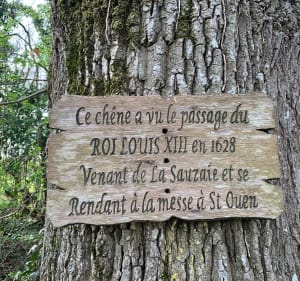 Ce chêne a vu le passage du
ROI LOUIS XIII en 1628
Venant de La Sauzaie et se
Rendant à la messe à St Ouen